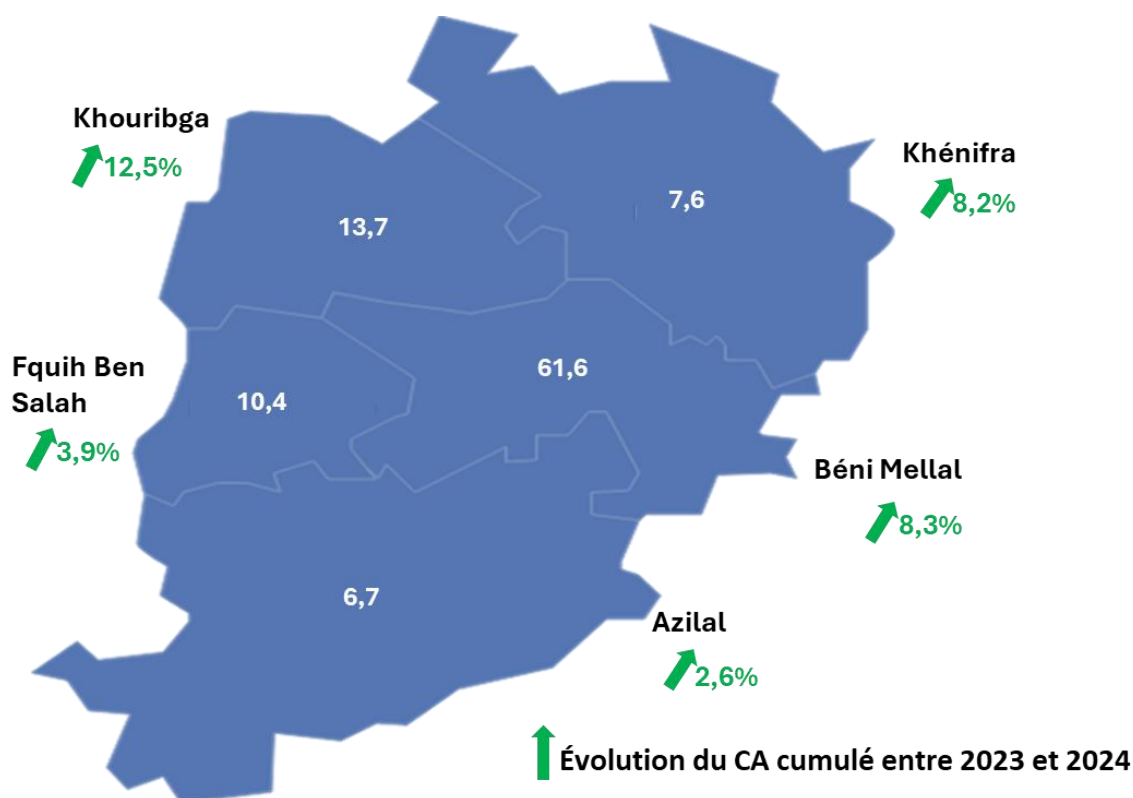 Khouribga
12,5%
Khénifra
8,2%
7,6
13,7
Fquih Ben
Salah
3,9%
61,6
10,4
Béni Mellal
8,3%
6,7
Azilal
2,6%
Évolution du CA cumulé entre 2023 et 2024